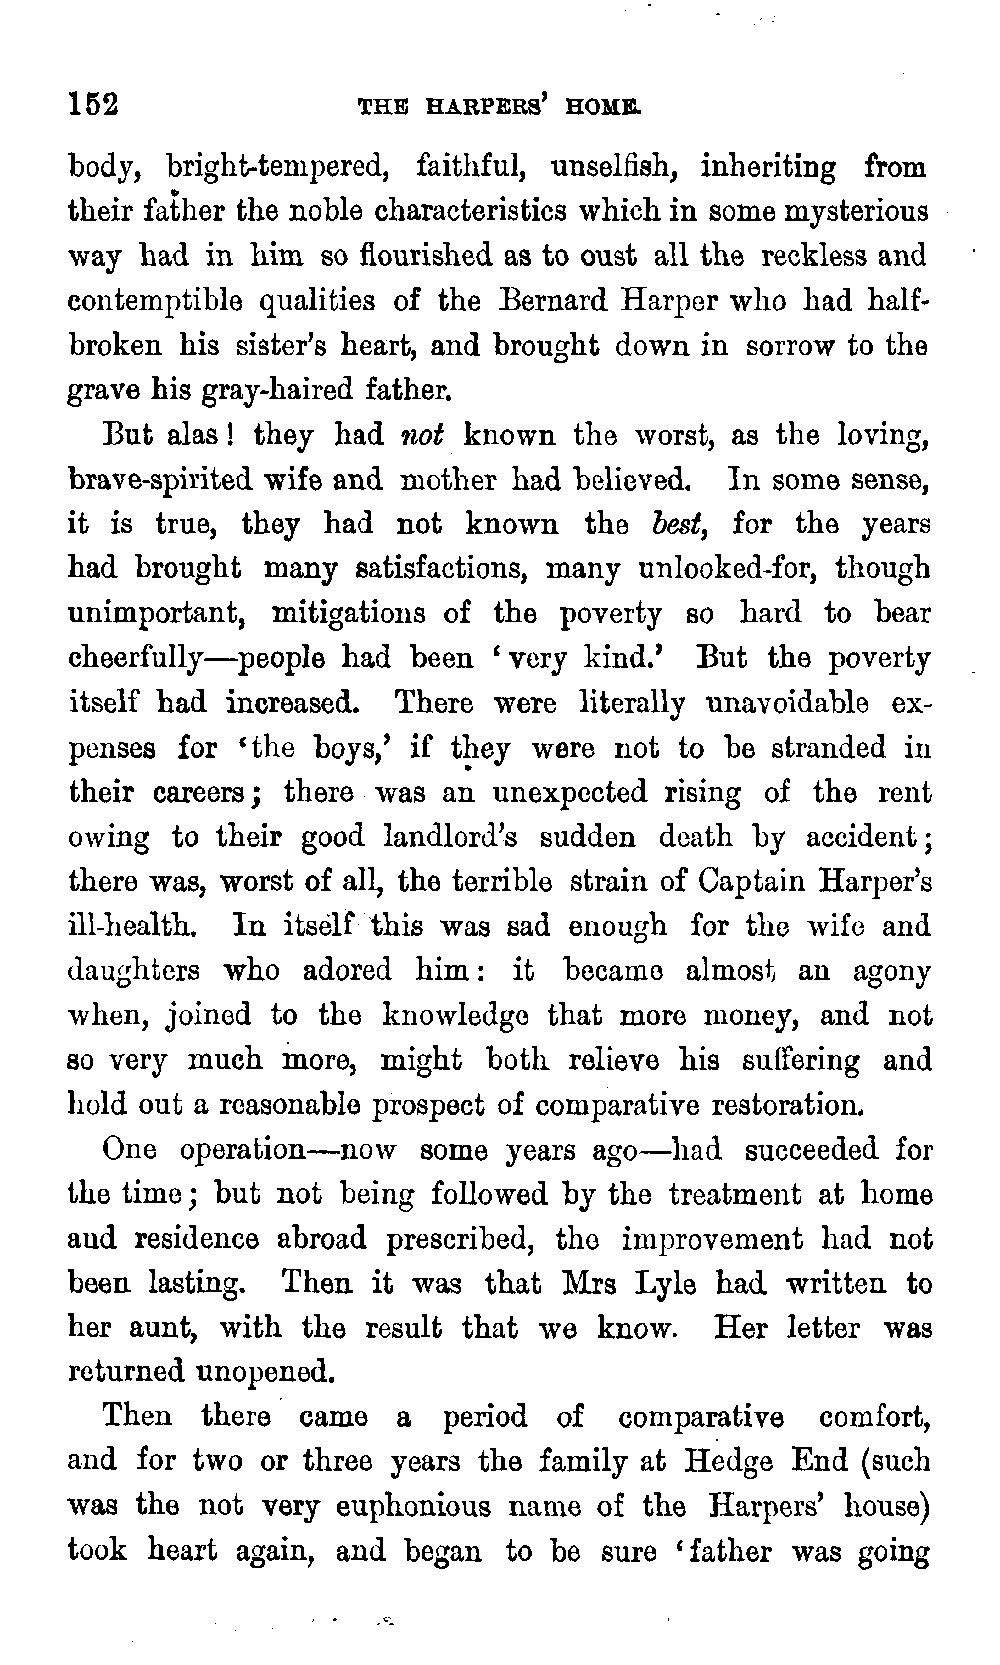 152 THE HARPERS' HOME.
body, bright-tempered, faithful, unselfish, inheriting from
their father the noble characteristics which in some mysterious
way had in him so flourished as to oust all the reckless and
contemptible qualities of the Bernard Harper who had half-
broken his sister's heart, and brought down in sorrow to the
grave his gray-haired father.
But alas! they had not known the worst, as the loving,
brave-spirited wife and mother had believed. In some sense,
it is true, they had not known the best, for the years
had brought many satisfactions, many unlooked-for, though
unimportant, mitigations of the poverty so hard to bear
cheerfully—people had been 'very kind.' But the poverty
itself had increased. There were literally unavoidable ex-
penses for 'the boys,' if they were not to be stranded in
their careers; there was an unexpected rising of the rent
owing to their good landlord's sudden death by accident;
there was, worst of all, the terrible strain of Captain Harper's
ill-health. In itself this was sad enough for the wife and
daughters who adored him: it became almost an agony
when, joined to the knowledge that more money, and not
so very much more, might both relieve his suffering and
hold out a reasonable prospect of comparative restoration.
One operation—now some years ago—had succeeded for
the time; but not being followed by the treatment at home
aud residence abroad prescribed, the improvement had not
been lasting. Then it was that Mrs Lyle had written to
her aunt, with the result that we know. Her letter was
returned unopened.
Then there came a period of comparative comfort,
and for two or three years the family at Hedge End (such
was the not very euphonious name of the Harpers' house)
took heart again, and began to be sure 'father was going